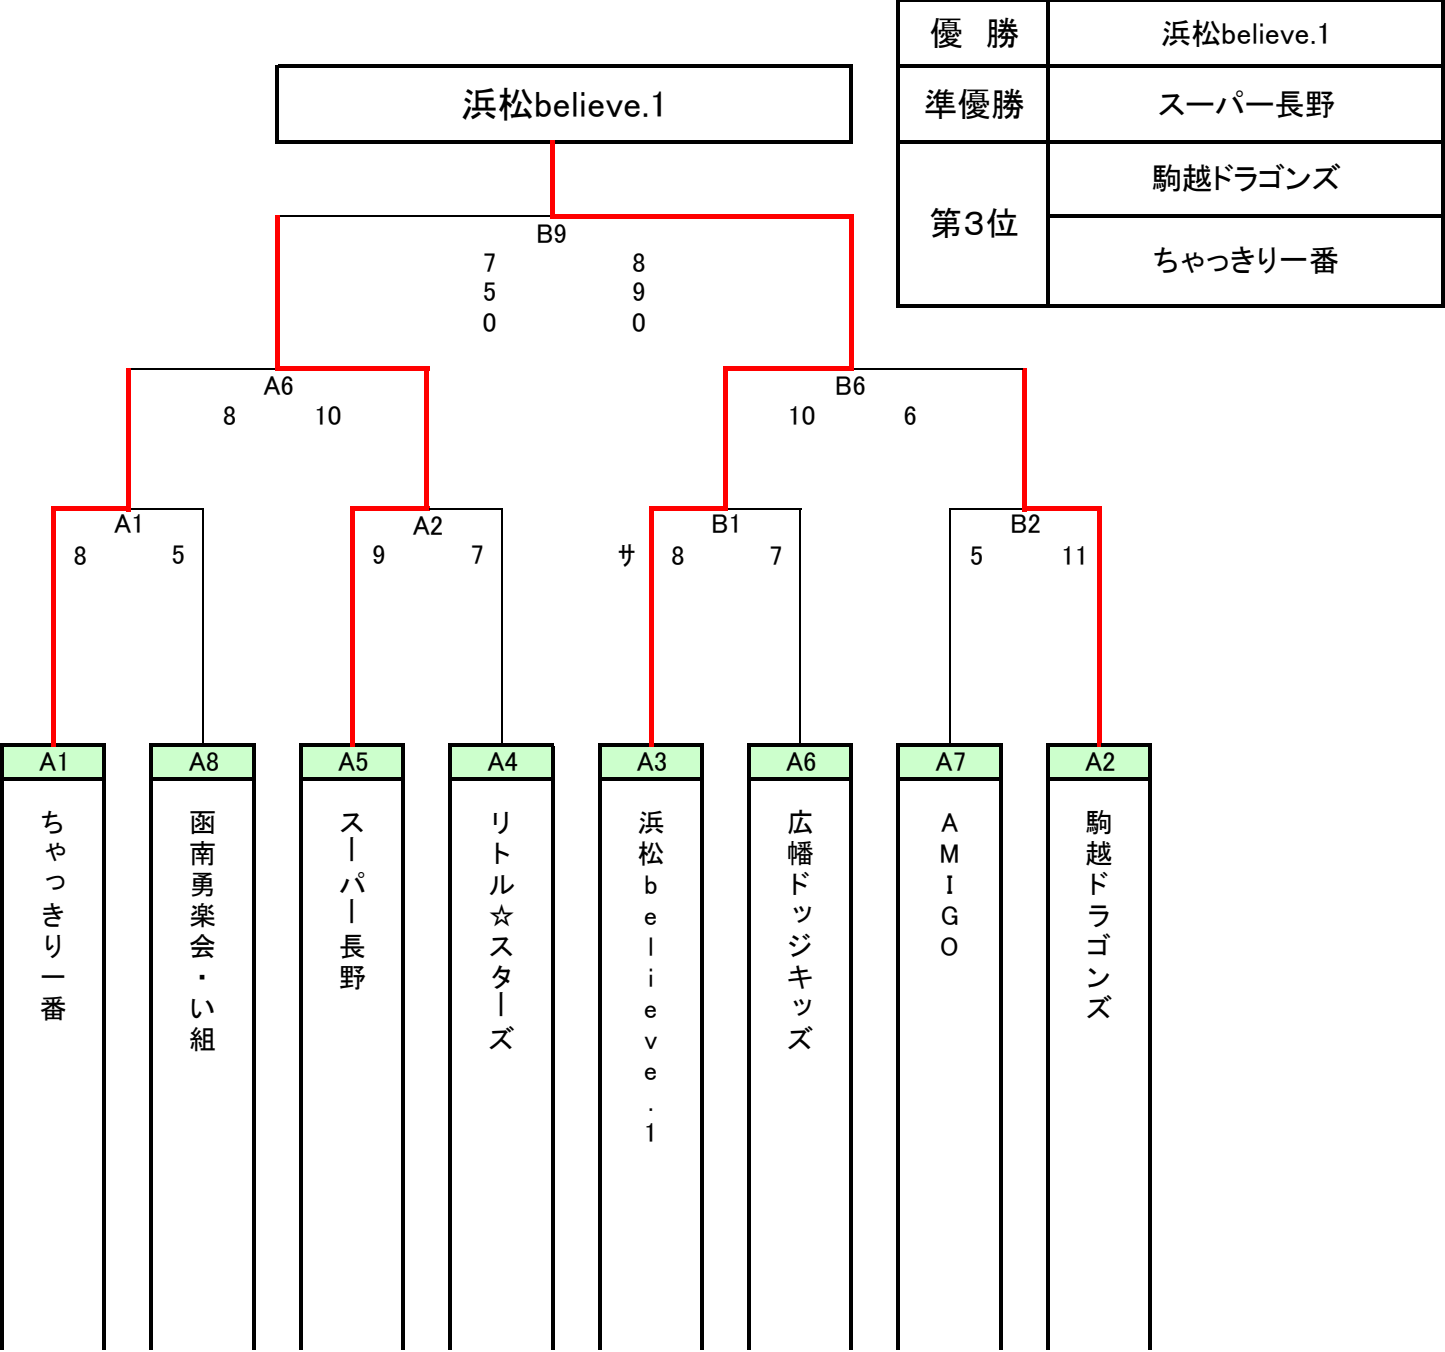 優　勝 浜松believe.1
準優勝 スーパー長野
第３位 駒越ドラゴンズ
ちゃっきり一番
浜松believe.1
B9
7 8
5 9
0 0
A6 B6
8 10 10 6
A1 A2 B1 B2
8 5 9 7 サ 8 7 5 11
A1 A8 A5 A4 A3 A6 A7 A2
ちゃっきり一番
函南勇楽会・い組
スーパー長野
リトル☆スターズ
浜松believe.1
広幡ドッジキッズ
AMIGO
駒越ドラゴンズ